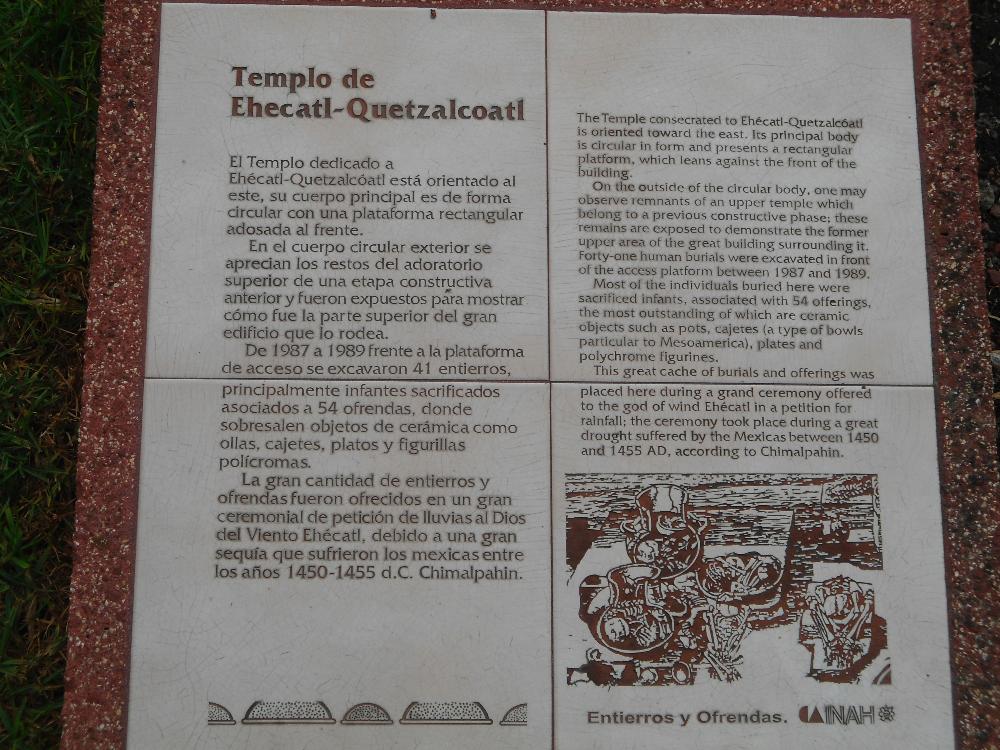 Templo de
Ehecatl-Quetzalcoatl
El Templo dedicado a
Ehécatl-Quetzalcóatl está orientado al
este, su cuerpo principal es de forma
circular con una plataforma rectangular
adosada al frente.
En el cuerpo circular exterior se
aprecian los restos del adoratorio
superior de una etapa constructiva
anterior y fueron expuestos para mostrar
cómo fue la parte superior del gran
edificio que lo rodea.
De 1987 a 1989 frente a la plataforma
de acceso se excavaron 41 entierros,
principalmente infantes sacrificados
asociados a 54 ofrendas, donde
sobresalen objetos de cerámica como
ollas, cajetes, platos y figurillas
polícromas.
La gran cantidad de entierros y
ofrendas fueron ofrecidos en un gran
ceremonial de petición de lluvias al Dios
del Viento Ehécatl, debido a una gran
sequía que sufrieron los mexicas entre
los años 1450-1455 d.C. Chimalpahin.
The Temple consecrated to Ehécatl-Quetzalcóatl
is oriented toward the east. Its principal body
is circular in form and presents a rectangular
platform, which leans against the front of the
building.
On the outside of the circular body, one may
observe remnants of an upper temple which
belong to a previous constructive phase; these
remains are exposed to demonstrate the former
upper area of the great building surrounding it.
Forty-one human burials were excavated in front
of the access platform between 1987 and 1989.
Most of the individuals buried here were
sacrificed infants, associated with 54 offerings,
the most outstanding of which are ceramic
objects such as pots, cajetes (a type of bowls
particular to Mesoamerica), plates and
polychrome figurines.
This great cache of burials and offerings was
placed here during a grand ceremony offered
to the god of wind Ehécatl in a petition for
rainfall; the ceremony took place during a great
drought suffered by the Mexicas between 1450
and 1455 AD, according to Chimalpahin.
Entierros y Ofrendas. CA INAH